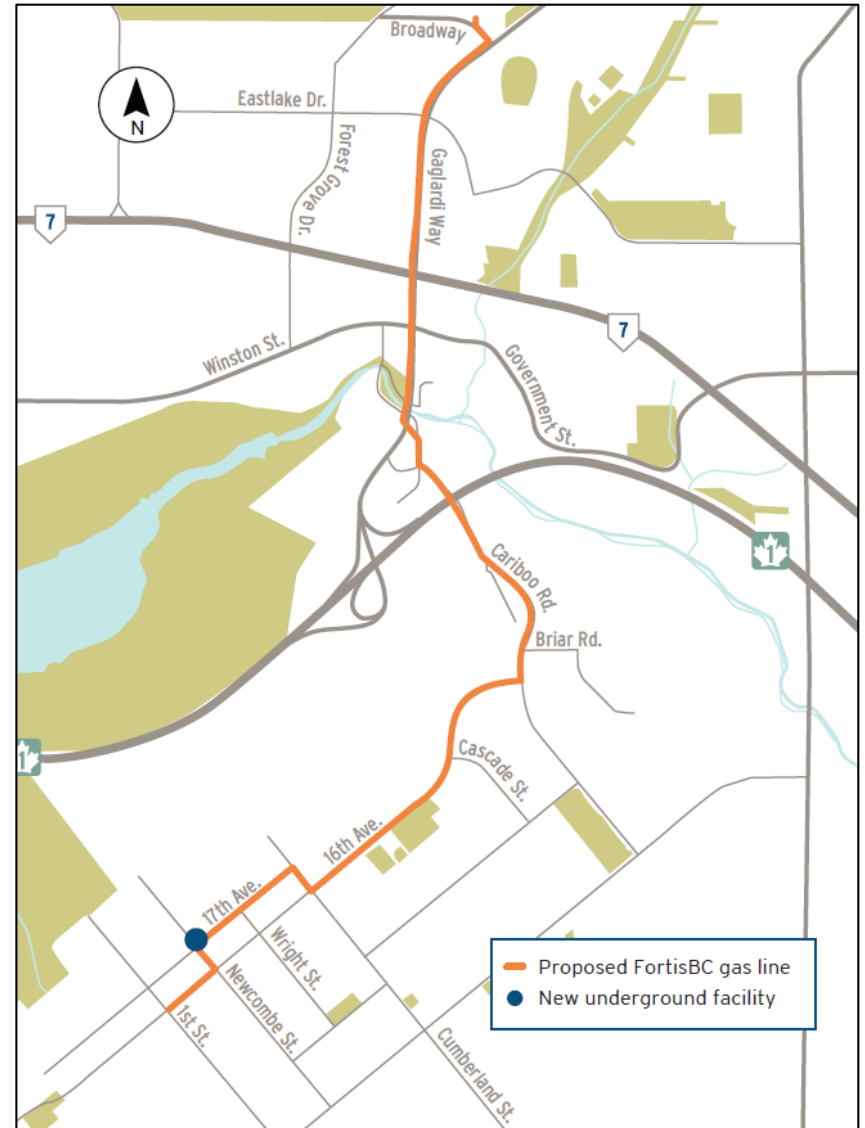 Broadway
N
Eastlake Dr.
Forest Grove Dr.
Gaglardi Way
7
7
Winston St.
Government St.
1
Cariboo Rd.
Briar Rd.
1
Cascade St.
16th Ave.
17th Ave.
Wright St.
Newcombe St.
1st St.
Cumberland St.
Proposed FortisBC gas line
New underground facility